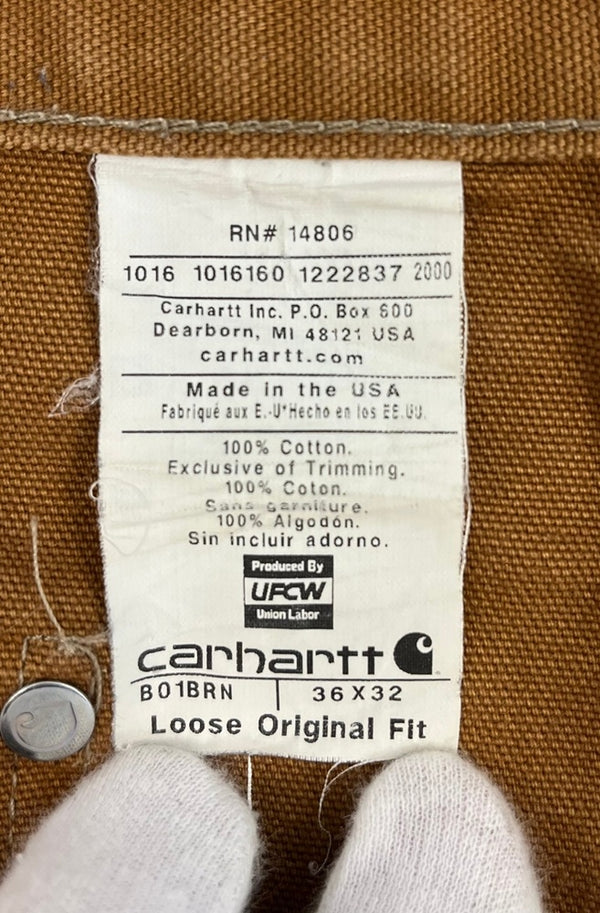 RN# 14806
1016 1016160 1222837 2000
Carhartt Inc. P.O. Box 600
Dearborn, MI 48121 USA
carhartt.com
Made in the USA
Fabriqué aux E.-U*Hecho en los EE.UU.
100% Cotton.
Exclusive of Trimming.
100% Coton.
Sans garniture.
100% Algodón.
Sin incluir adorno.
Produced By
UFCW
Union Labor
carhartt
B01BRN 36 X 32
Loose Original Fit